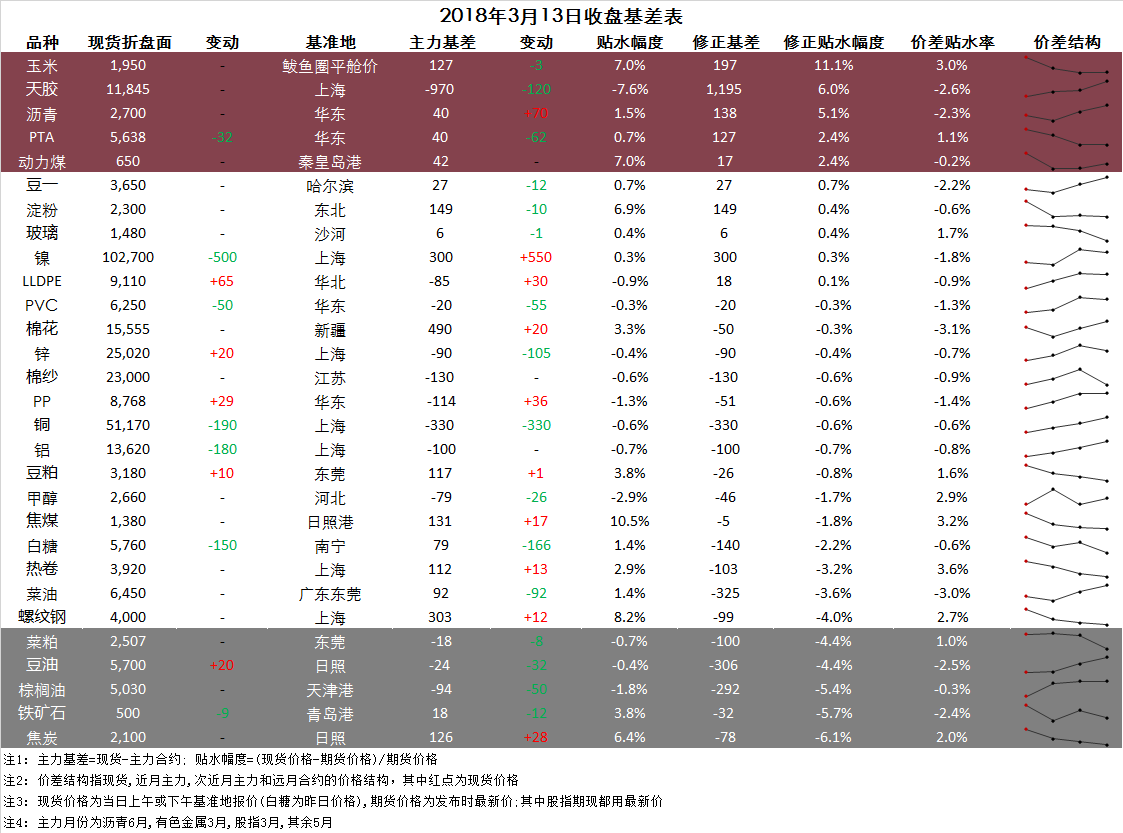 2018年3月13日收盘基差表
品种 现货折盘面 变动 基准地 主力基差 变动 贴水幅度 修正基差 修正贴水幅度 价差贴水率 价差结构
玉米 1,950 - 鲅鱼圈平舱价 127 -3 7.0% 197 11.1% 3.0%
天胶 11,845 - 上海 -970 -120 -7.6% 1,195 6.0% -2.6%
沥青 2,700 - 华东 40 +70 1.5% 138 5.1% -2.3%
PTA 5,638 -32 华东 40 -62 0.7% 127 2.4% 1.1%
动力煤 650 - 秦皇岛港 42 - 7.0% 17 2.4% -0.2%
豆一 3,650 - 哈尔滨 27 -12 0.7% 27 0.7% -2.2%
淀粉 2,300 - 东北 149 -10 6.9% 149 0.4% -0.6%
玻璃 1,480 - 沙河 6 -1 0.4% 6 0.4% 1.7%
镍 102,700 -500 上海 300 +550 0.3% 300 0.3% -1.8%
LLDPE 9,110 +65 华北 -85 +30 -0.9% 18 0.1% -0.9%
PVC 6,250 -50 华东 -20 -55 -0.3% -20 -0.3% -1.3%
棉花 15,555 - 新疆 490 +20 3.3% -50 -0.3% -3.1%
锌 25,020 +20 上海 -90 -105 -0.4% -90 -0.4% -0.7%
棉纱 23,000 - 江苏 -130 - -0.6% -130 -0.6% -0.9%
PP 8,768 +29 华东 -114 +36 -1.3% -51 -0.6% -1.4%
铜 51,170 -190 上海 -330 -330 -0.6% -330 -0.6% -0.6%
铝 13,620 -180 上海 -100 - -0.7% -100 -0.7% -0.8%
豆粕 3,180 +10 东莞 117 +1 3.8% -26 -0.8% 1.6%
甲醇 2,660 - 河北 -79 -26 -2.9% -46 -1.7% 2.9%
焦煤 1,380 - 日照港 131 +17 10.5% -5 -1.8% 3.2%
白糖 5,760 -150 南宁 79 -166 1.4% -140 -2.2% -0.6%
热卷 3,920 - 上海 112 +13 2.9% -103 -3.2% 3.6%
菜油 6,450 - 广东东莞 92 -92 1.4% -325 -3.6% -3.0%
螺纹钢 4,000 - 上海 303 +12 8.2% -99 -4.0% 2.7%
菜粕 2,507 - 东莞 -18 -8 -0.7% -100 -4.4% 1.0%
豆油 5,700 +20 日照 -24 -32 -0.4% -306 -4.4% -2.5%
棕榈油 5,030 - 天津港 -94 -50 -1.8% -292 -5.4% -0.3%
铁矿石 500 -9 青岛港 18 -12 3.8% -32 -5.7% -2.4%
焦炭 2,100 - 日照 126 +28 6.4% -78 -6.1% 2.0%
注1: 主力基差=现货-主力合约; 贴水幅度=(现货价格-期货价格)/期货价格
注2: 价差结构指现货,近月主力,次近月主力和远月合约的价格结构，其中红点为现货价格
注3: 现货价格为当日上午或下午基准地报价(白糖为昨日价格),期货价格为发布时最新价;其中股指期现都用最新价
注4: 主力月份为沥青6月,有色金属3月,股指3月,其余5月